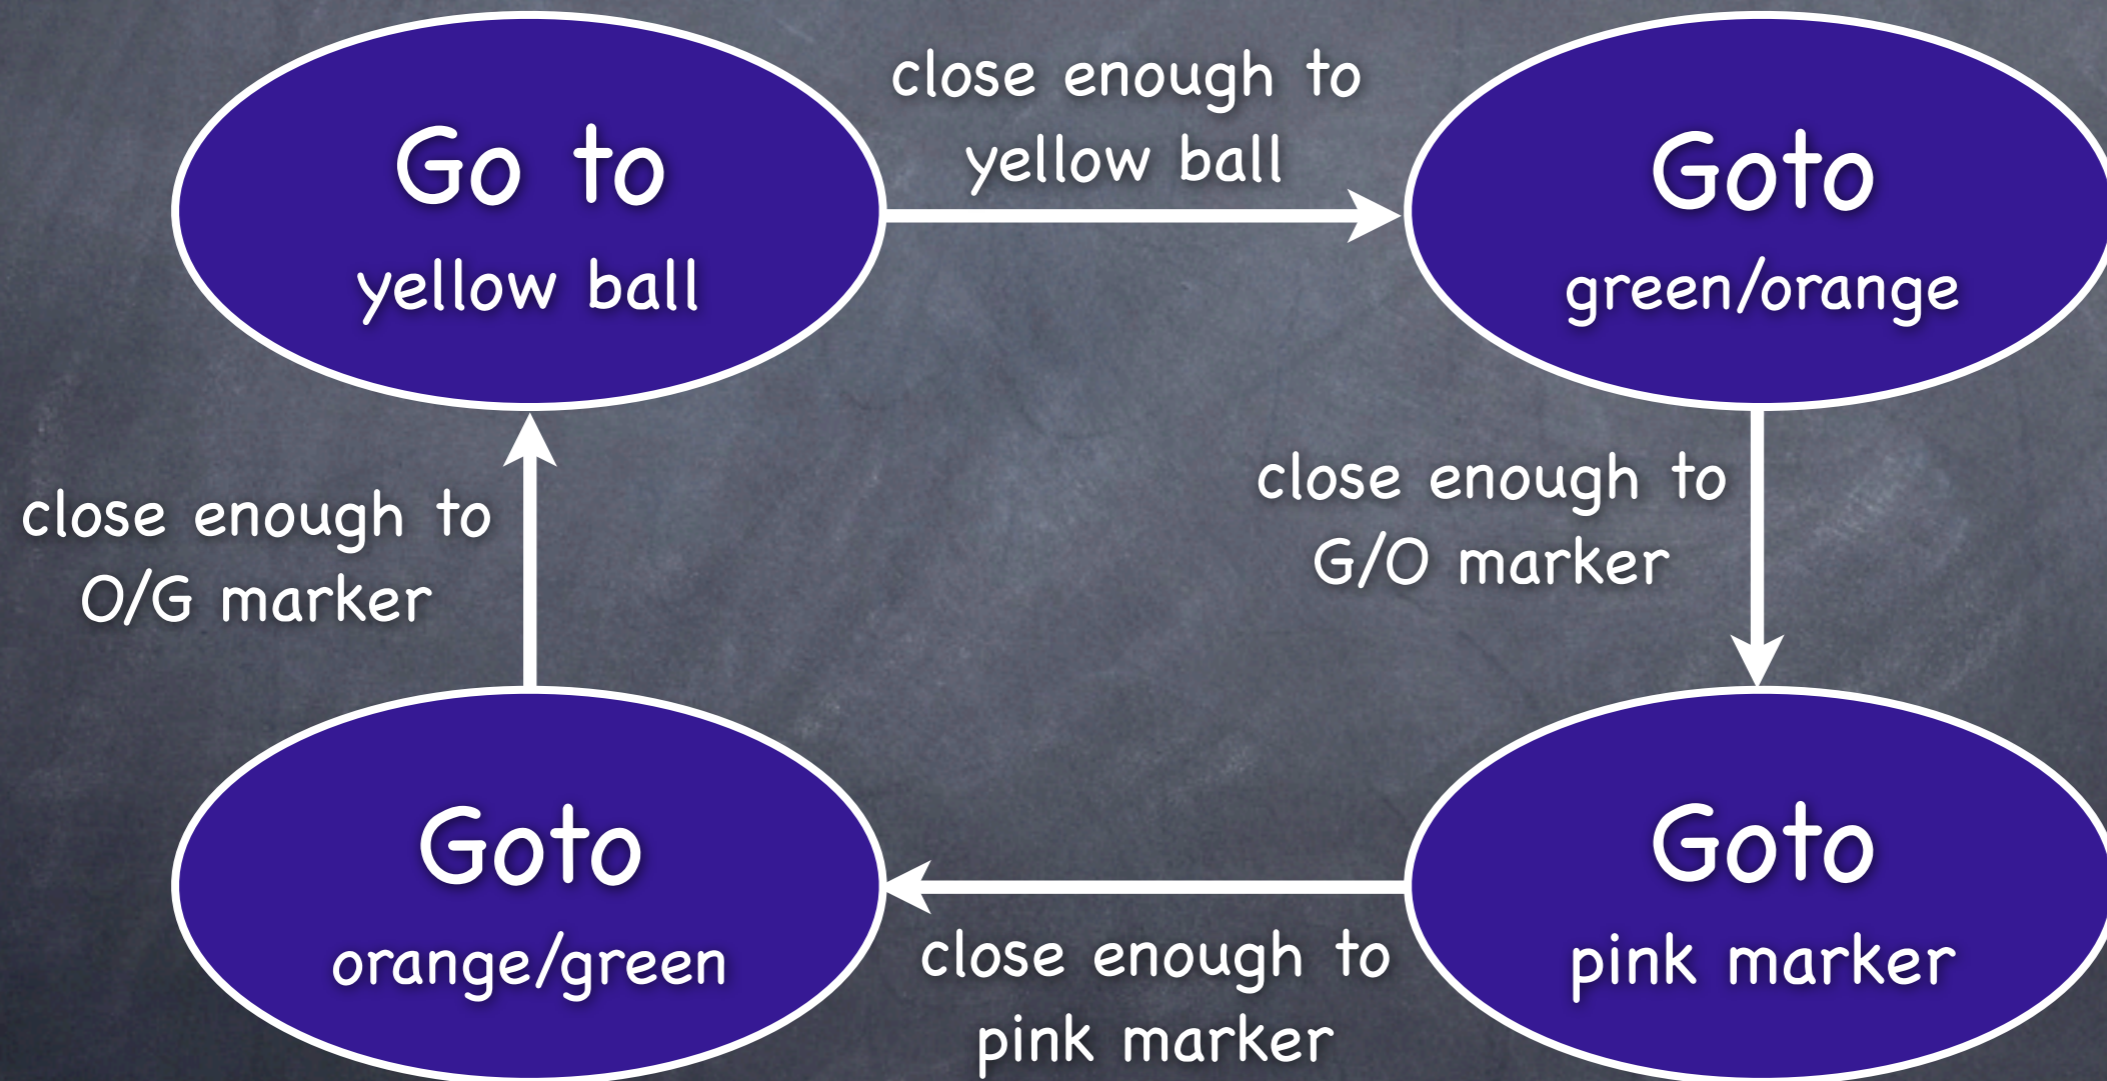 Go to
yellow ball
close enough to
yellow ball
Goto
green/orange
close enough to
O/G marker
close enough to
G/O marker
Goto
orange/green
close enough to
pink marker
Goto
pink marker